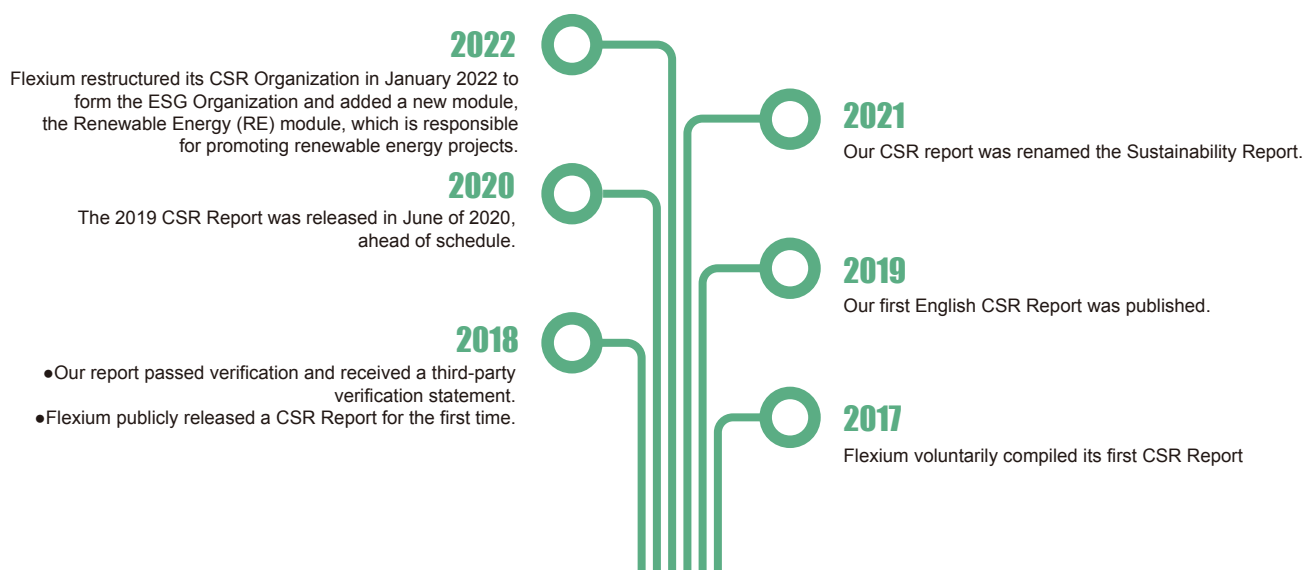 2022
Flexium restructured its CSR Organization in January 2022 to
form the ESG Organization and added a new module,
the Renewable Energy (RE) module, which is responsible
for promoting renewable energy projects.
2021
Our CSR report was renamed the Sustainability Report.
2020
The 2019 CSR Report was released in June of 2020,
ahead of schedule.
2019
Our first English CSR Report was published.
2018
●Our report passed verification and received a third-party
verification statement.
●Flexium publicly released a CSR Report for the first time.
2017
Flexium voluntarily compiled its first CSR Report